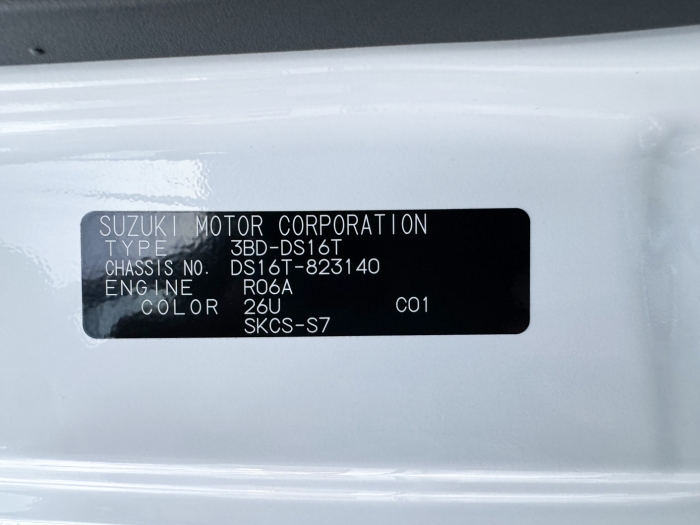 SUZUKI MOTOR CORPORATION
TYPE 3BD-DS16T
CHASSIS NO. DS16T-823140
ENGINE R06A
COLOR 26U C01
SKCS-S7